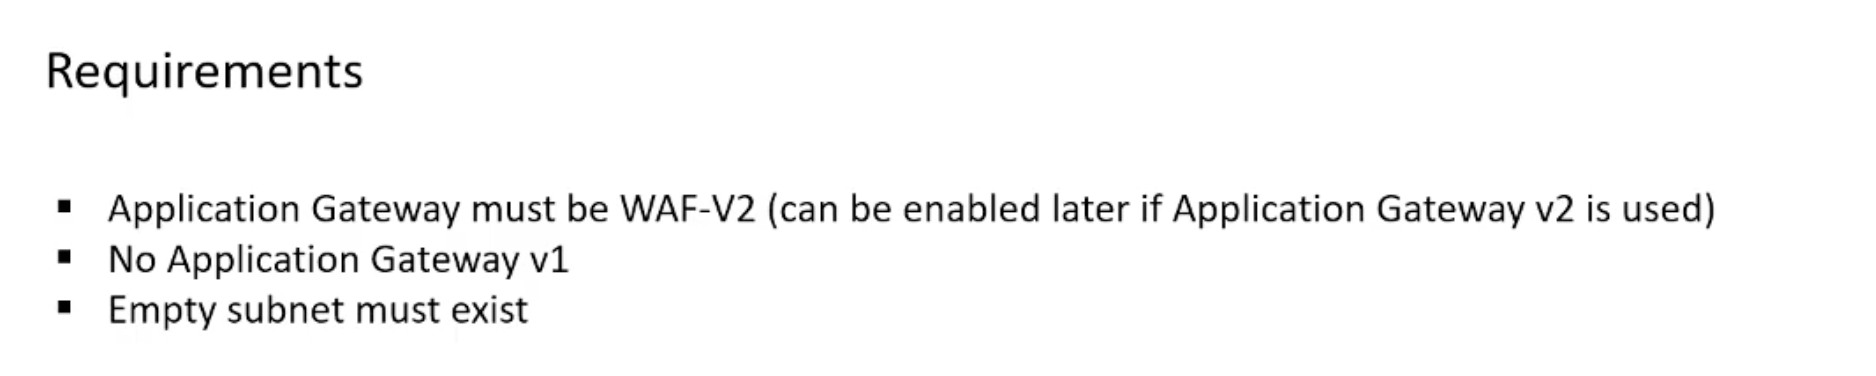 Requirements
▪ Application Gateway must be WAF-V2 (can be enabled later if Application Gateway v2 is used)
▪ No Application Gateway v1
▪ Empty subnet must exist